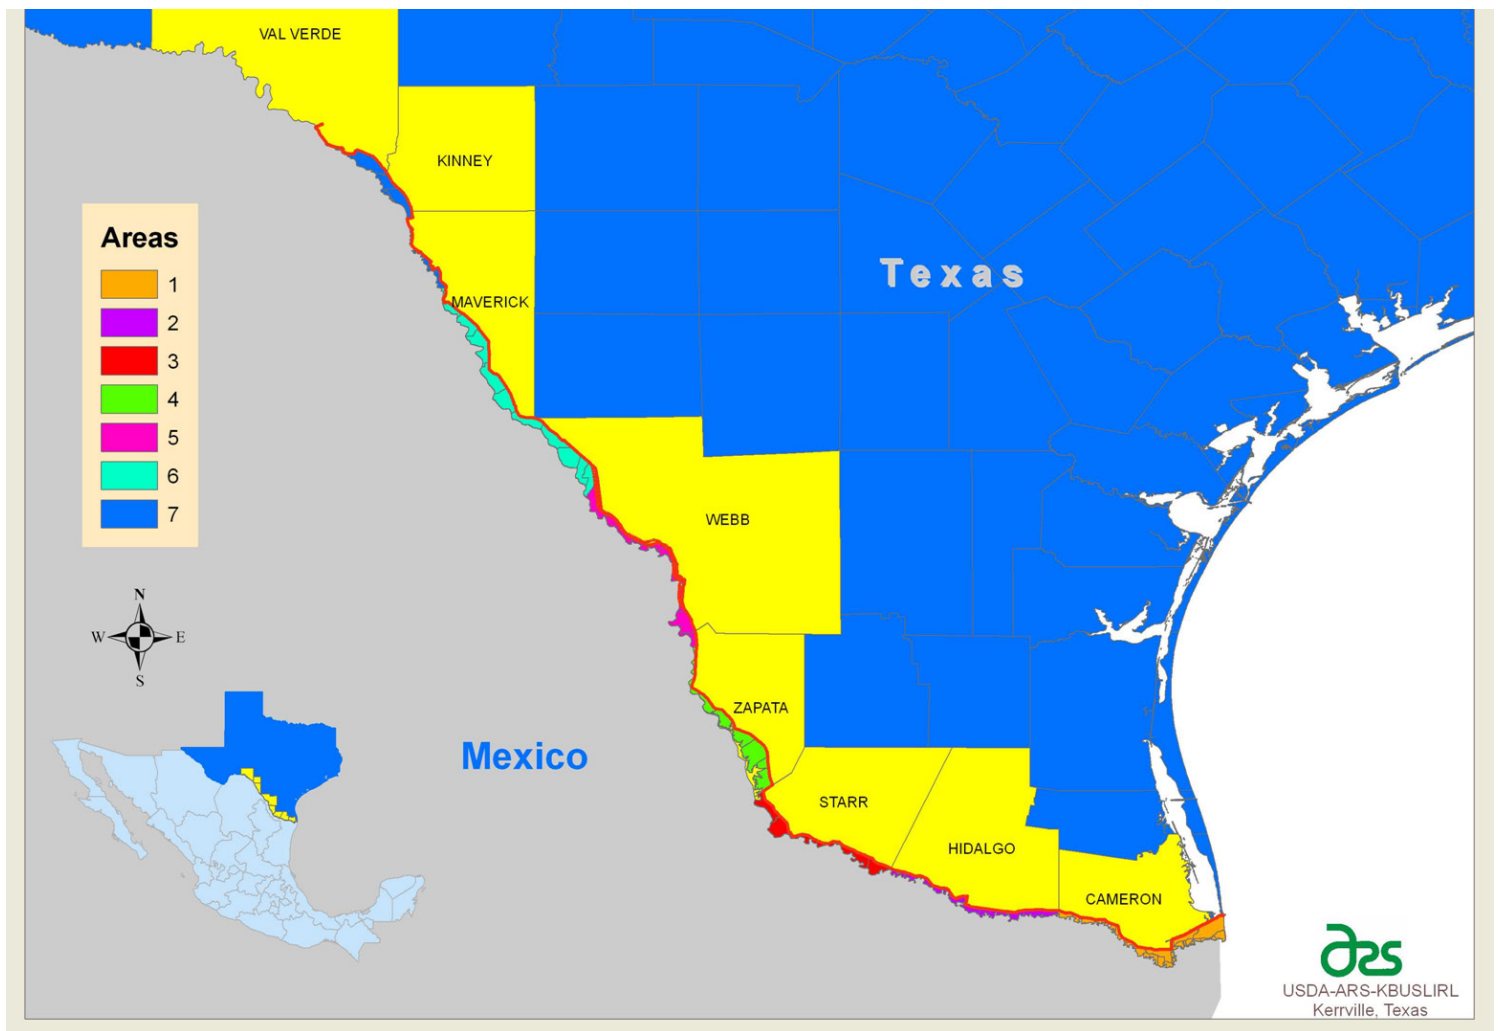 VAL VERDE
KINNEY
Areas
1
2
3
4
5
6
7
Texas
MAVERICK
WEBB
N
W E
S
ZAPATA
Mexico
STARR
HIDALGO
CAMERON
ars
USDA-ARS-KBUSLIRL
Kerrville, Texas